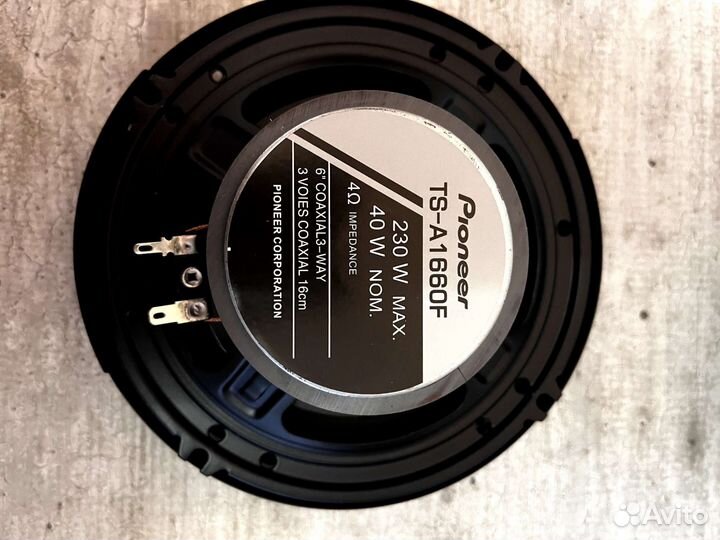 Pioneer
TS-A1660F
230 W MAX.
40 W NOM.
4Ω IMPEDANCE
6" COAXIAL3-WAY
3 VOIES COAXIAL 16cm
PIONEER CORPORATION
Avito